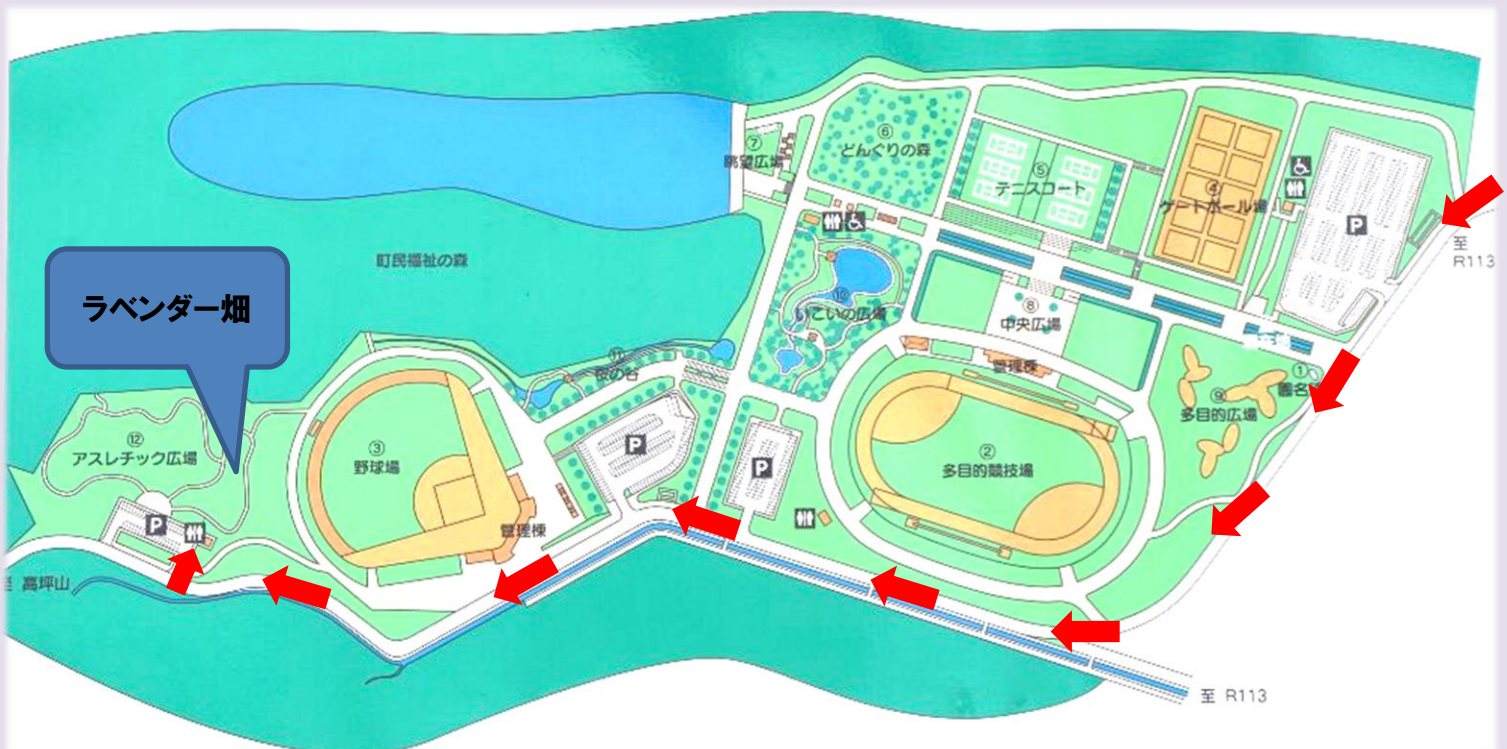 ⑥
どんぐりの森
⑦
眺望広場
⑤
テニスコート
④
ゲートボール場
P
至
R113
町民福祉の森
ラベンダー畑
⑩
いこいの広場
⑧
中央広場
管理棟
⑪
桜の谷
①
⑨
多目的広場
⑫
アスレチック広場
③
野球場
P
P
②
多目的競技場
P
管理棟
至 高坪山
至 R113